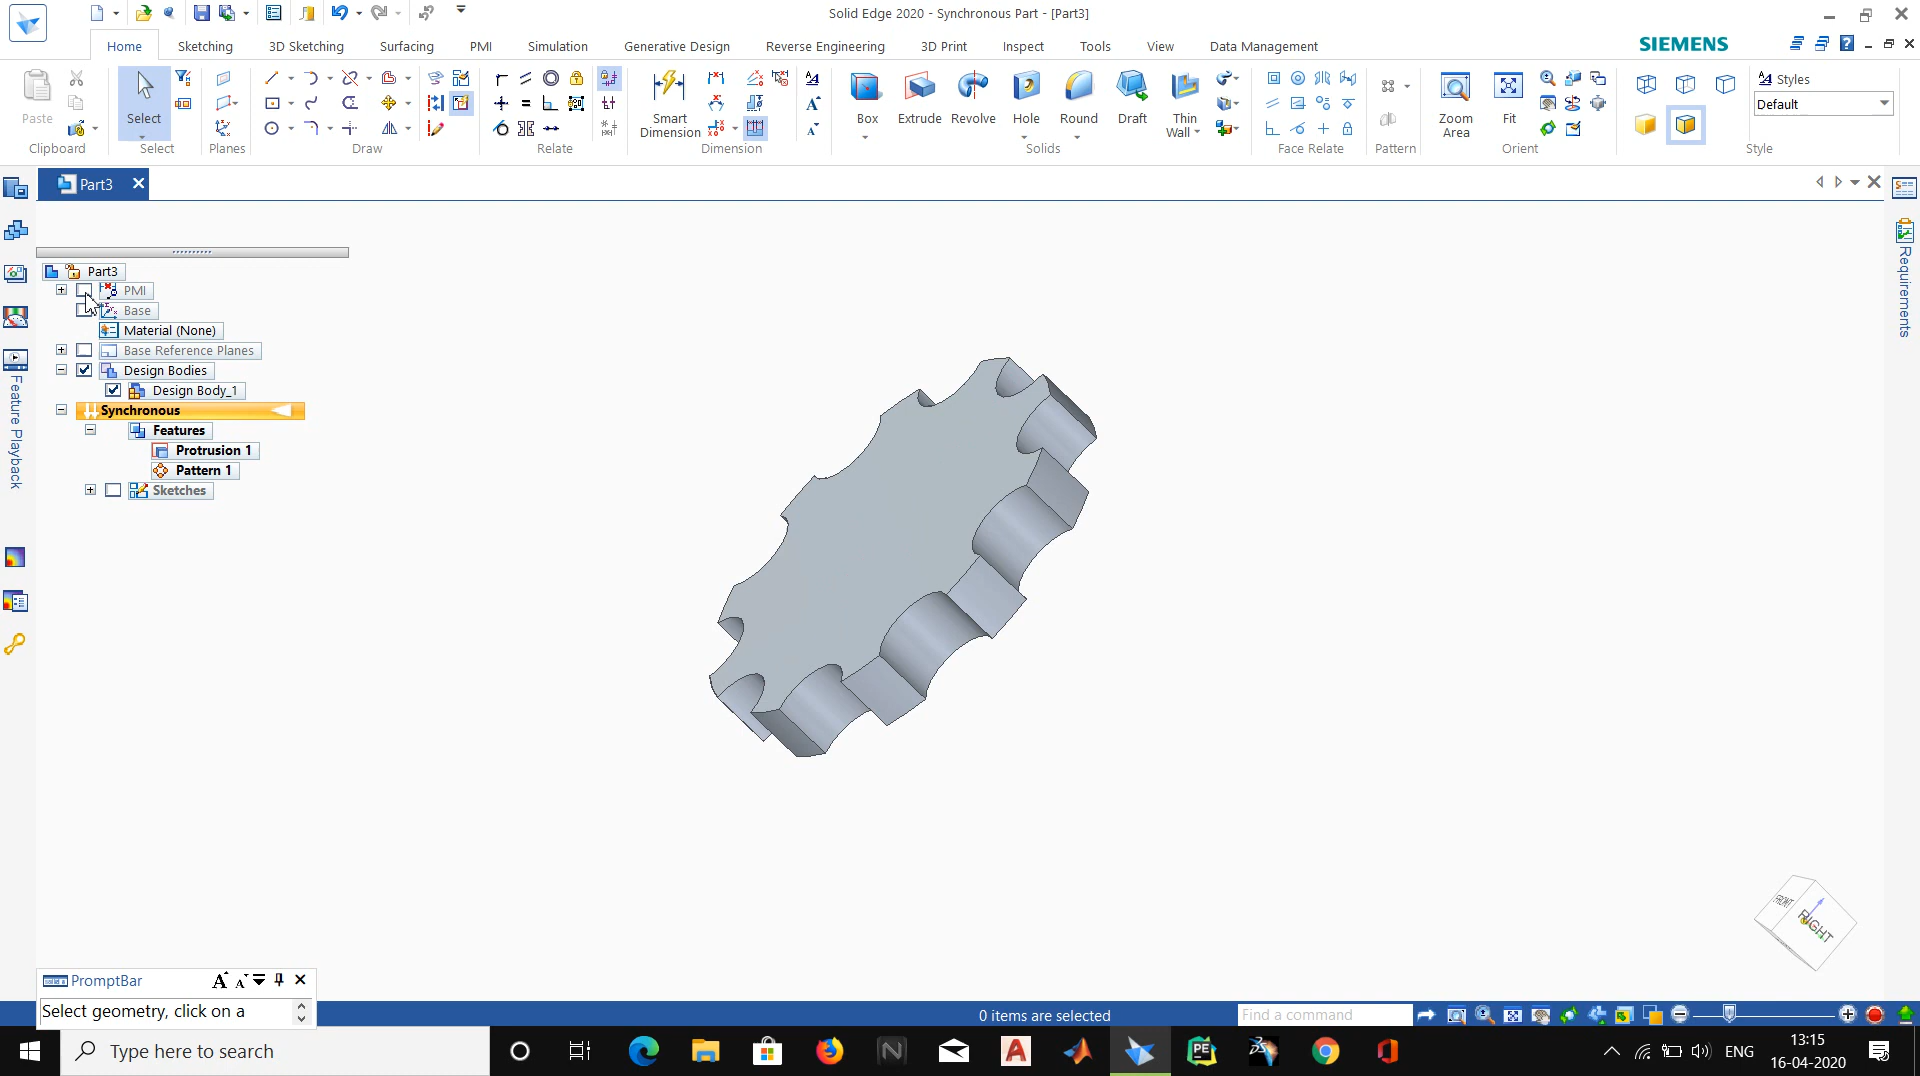 Solid Edge 2020 - Synchronous Part - [Part3]
Home
Sketching
3D Sketching
Surfacing
PMI
Simulation
Generative Design
Reverse Engineering
3D Print
Inspect
Tools
View
Data Management
SIEMENS
Paste
Select
Smart
Dimension
Box
Extrude
Revolve
Hole
Round
Draft
Thin
Wall
Zoom
Area
Fit
Styles
Default
Clipboard
Select
Planes
Draw
Relate
Dimension
Solids
Face Relate
Pattern
Orient
Style
Part3
Part3
PMI
Base
Material (None)
Base Reference Planes
Design Bodies
Design Body_1
Synchronous
Features
Protrusion 1
Pattern 1
Sketches
Feature Playback
Requirements
FRONT
RIGHT
PromptBar
Select geometry, click on a
0 items are selected
Find a command
Type here to search
ENG
13:15
16-04-2020